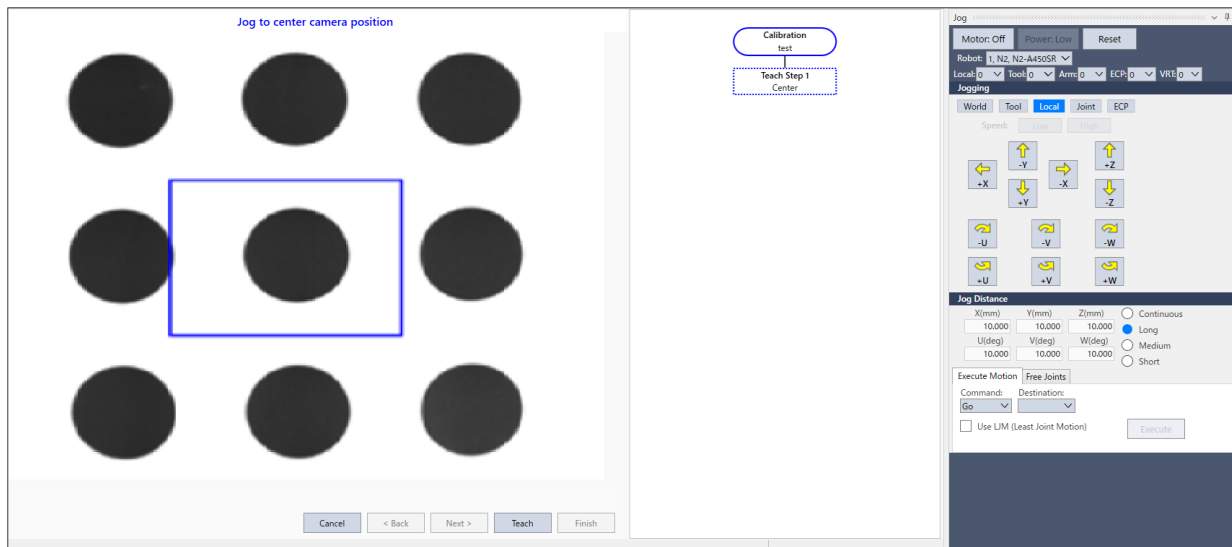 Jog to center camera position
Cancel
< Back
Next >
Teach
Finish
Calibration
test
Teach Step 1
Center
Jog
Motor: Off Power: Low Reset
Robot: 1, N2, N2-A450SR
Local: 0 Tool: 0 Arm: 0 ECP: 0 VRT: 0
Jogging
World Tool Local Joint ECP
Speed: Low High
-Y +Z
+X -X
+Y -Z
-U -V -W
+U +V +W
Jog Distance
X(mm) Y(mm) Z(mm) Continuous
10.000 10.000 10.000 Long
U(deg) V(deg) W(deg) Medium
10.000 10.000 10.000 Short
Execute Motion Free Joints
Command: Destination:
Go
Use LJM (Least Joint Motion) Execute